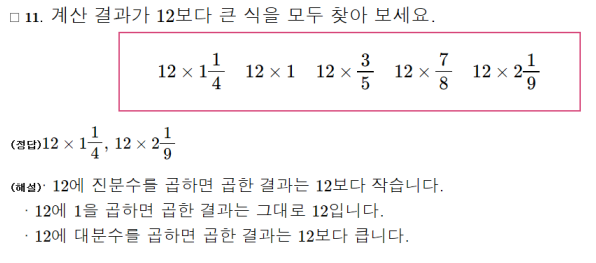 □ 11. 계산 결과가 12보다 큰 식을 모두 찾아 보세요.
12 × 1 1/4 12 × 1 12 × 3/5 12 × 7/8 12 × 2 1/9
(정답)12 × 1 1/4 , 12 × 2 1/9
(해설)· 12에 진분수를 곱하면 곱한 결과는 12보다 작습니다.
· 12에 1을 곱하면 곱한 결과는 그대로 12입니다.
· 12에 대분수를 곱하면 곱한 결과는 12보다 큽니다.